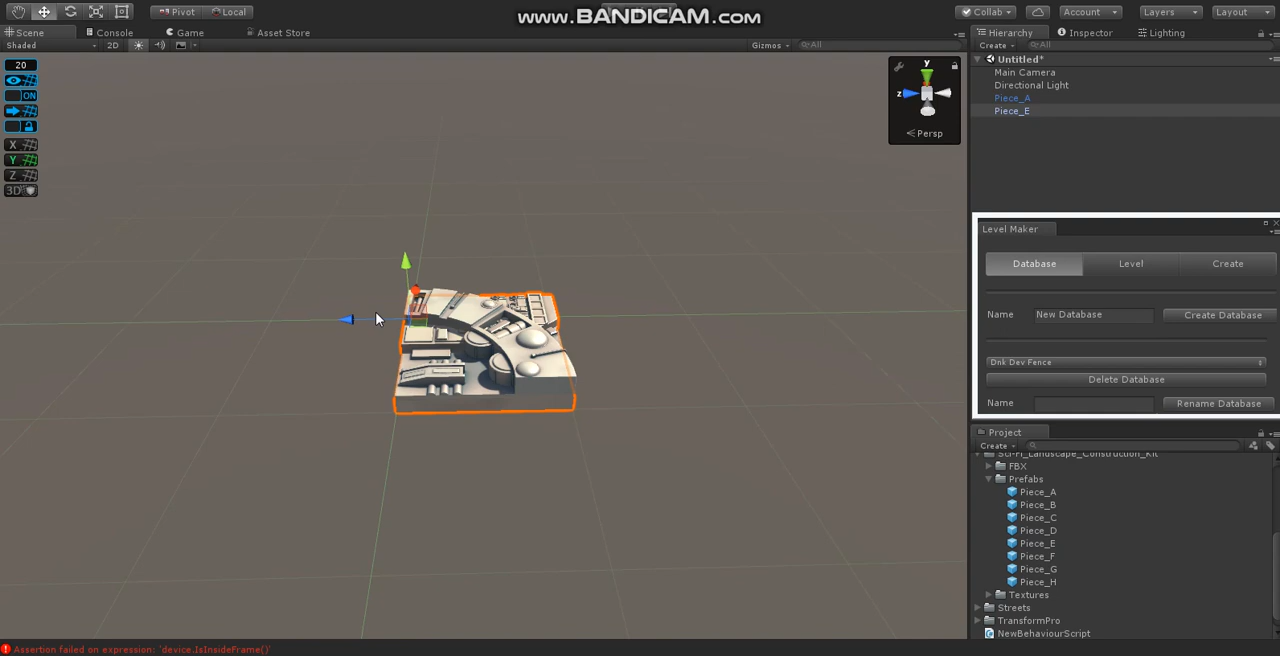 Pivot Local
www.BANDICAM.com
Collab Account Layers Layout
Scene Console Game Asset Store
Hierarchy Inspector Lighting
Shaded 2D Gizmos All
Create All
20
ON
X
Y
Z
3D
y
z
Persp
Untitled*
Main Camera
Directional Light
Piece_A
Piece_E
Level Maker
Database Level Create
Name New Database Create Database
Dnk Dev Fence
Delete Database
Name Rename Database
Project
Create
Sci-Fi_Landscape_Construction_Kit
FBX
Prefabs
Piece_A
Piece_B
Piece_C
Piece_D
Piece_E
Piece_F
Piece_G
Piece_H
Textures
Streets
TransformPro
NewBehaviourScript
Assertion failed on expression: 'device.IsInsideFrame()'